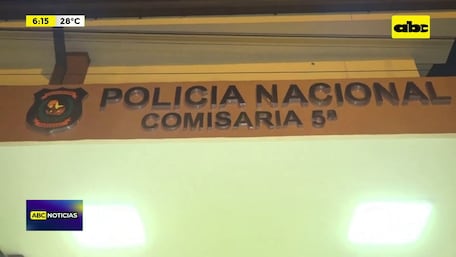 6:15 28°C
abc
POLICIA NACIONAL
COMISARIA 5ª
ABC NOTICIAS